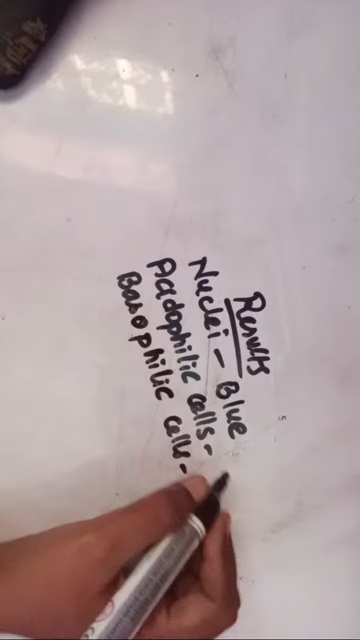 Results
Nuclei - Blue
Acidophilic cells-
Basophilic cells-